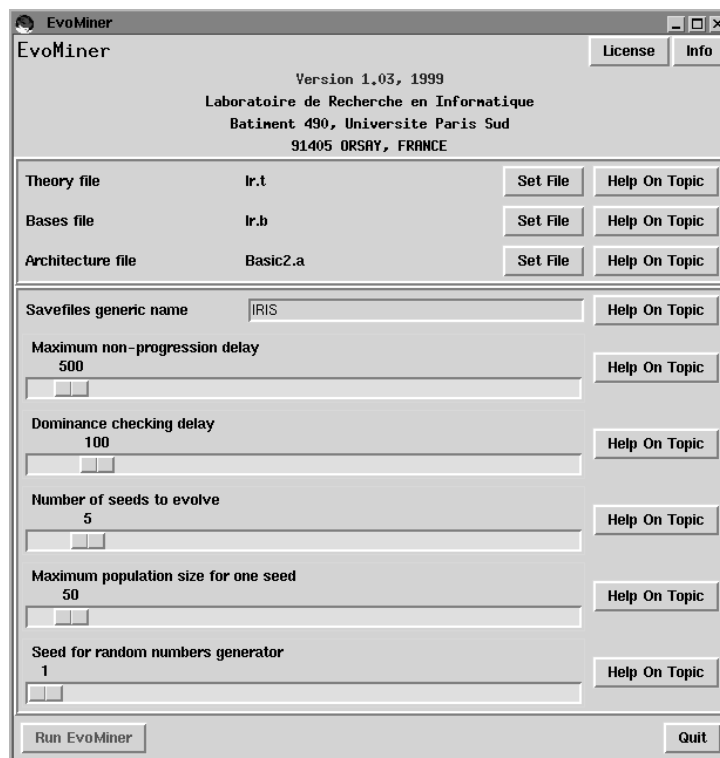 EvoMiner
EvoMiner License Info
Version 1.03, 1999
Laboratoire de Recherche en Informatique
Batiment 490, Universite Paris Sud
91405 ORSAY, FRANCE
Theory file Ir.t Set File Help On Topic
Bases file Ir.b Set File Help On Topic
Architecture file Basic2.a Set File Help On Topic
Savefiles generic name IRIS Help On Topic
Maximum non-progression delay
500
Help On Topic
Dominance checking delay
100
Help On Topic
Number of seeds to evolve
5
Help On Topic
Maximum population size for one seed
50
Help On Topic
Seed for random numbers generator
1
Help On Topic
Run EvoMiner Quit